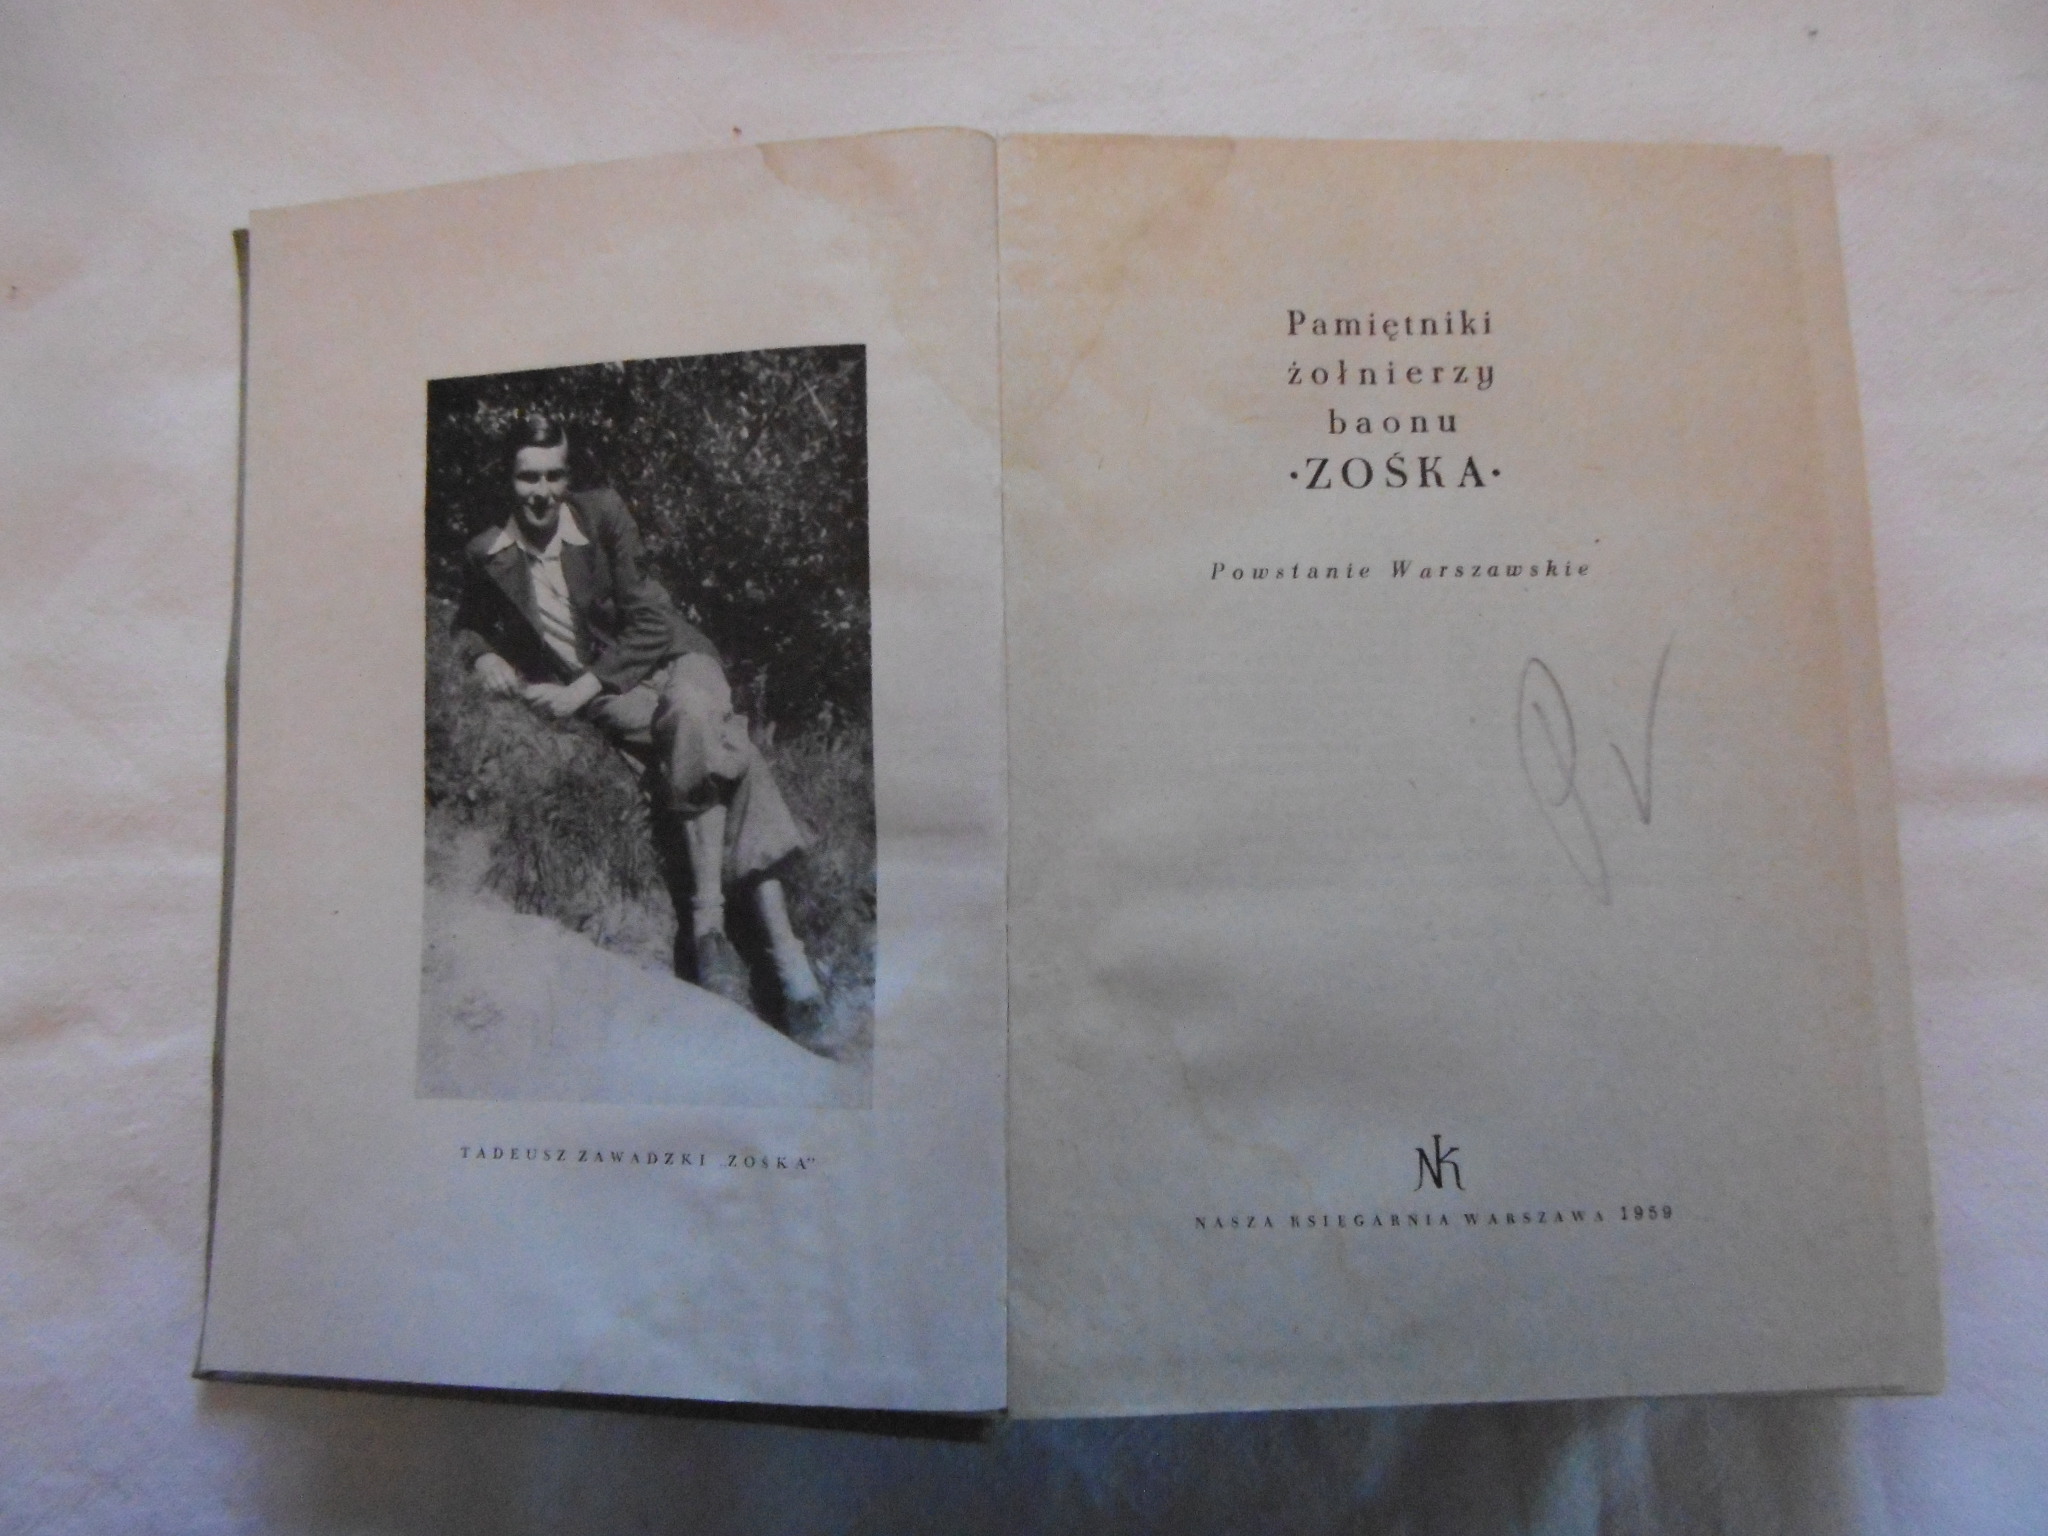 TADEUSZ ZAWADZKI „ZOŚKA”
Pamiętniki
żołnierzy
baonu
·ZOŚKA·
Powstanie Warszawskie
NK
NASZA KSIĘGARNIA WARSZAWA 1959